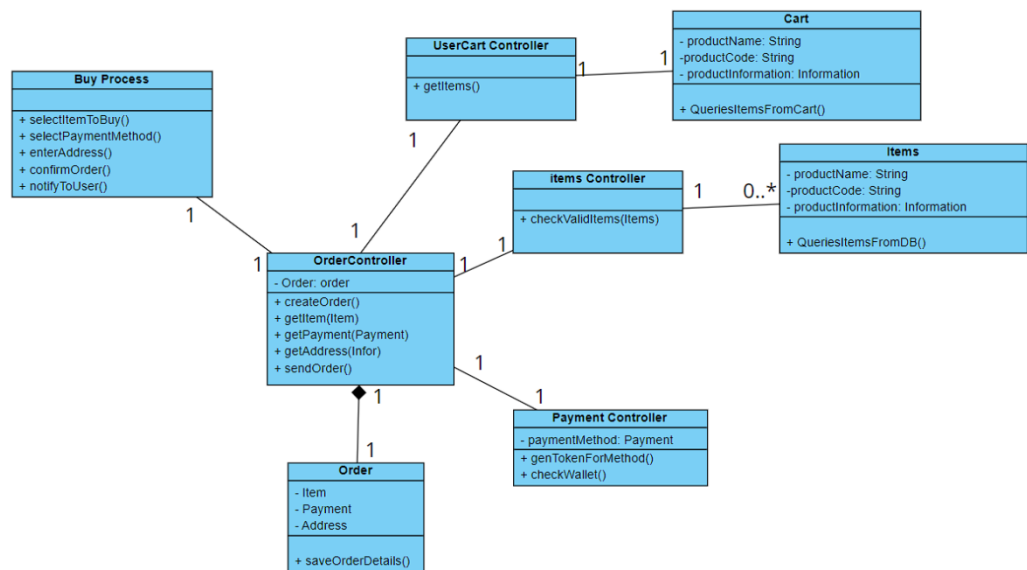 Cart
- productName: String
-productCode: String
- productInformation: Information
+ QueriesItemsFromCart()
UserCart Controller
+ getItems()
1
1
1
1
Buy Process
+ selectItemToBuy()
+ selectPaymentMethod()
+ enterAddress()
+ confirmOrder()
+ notifyToUser()
1
1
Items
- productName: String
-productCode: String
- productInformation: Information
+ QueriesItemsFromDB()
items Controller
+ checkValidItems(Items)
1
0..*
1
1
OrderController
- Order: order
+ createOrder()
+ getItem(Item)
+ getPayment(Payment)
+ getAddress(Infor)
+ sendOrder()
1
1
1
1
Payment Controller
- paymentMethod: Payment
+ genTokenForMethod()
+ checkWallet()
Order
- Item
- Payment
- Address
+ saveOrderDetails()